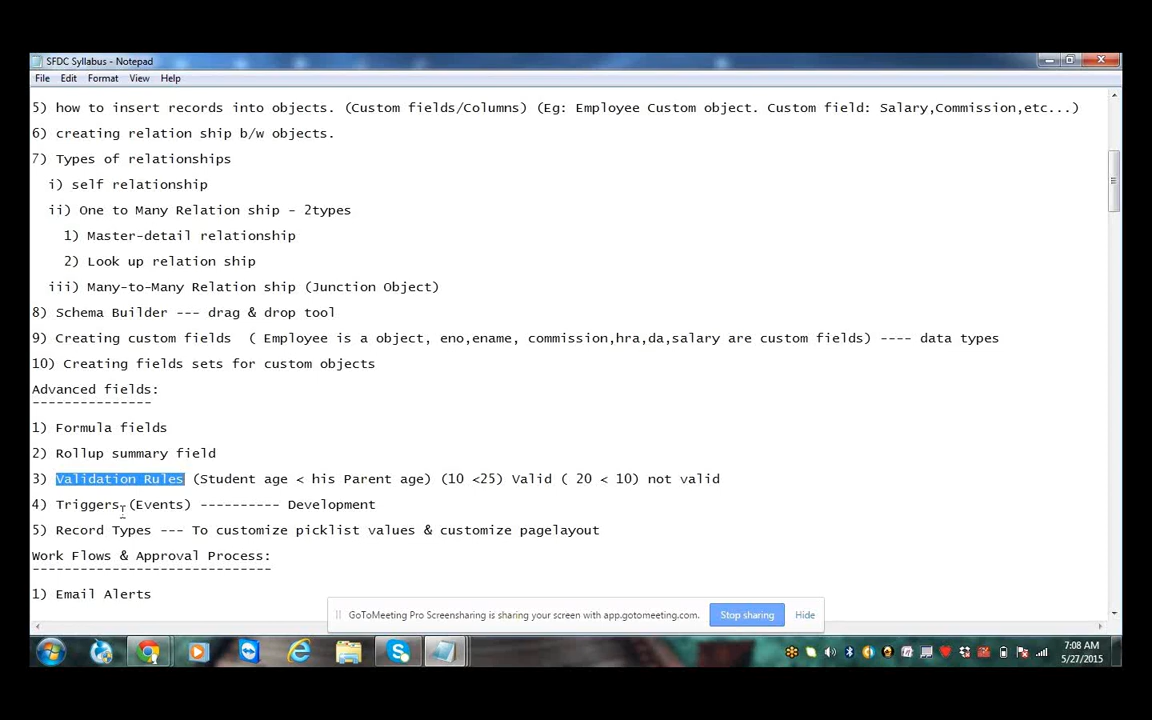 SFDC Syllabus - Notepad
File Edit Format View Help
5) how to insert records into objects. (Custom fields/Columns) (Eg: Employee Custom object. Custom field: Salary,Commission,etc...)
6) creating relation ship b/w objects.
7) Types of relationships
i) self relationship
ii) One to Many Relation ship - 2types
1) Master-detail relationship
2) Look up relation ship
iii) Many-to-Many Relation ship (Junction Object)
8) Schema Builder --- drag & drop tool
9) Creating custom fields ( Employee is a object, eno,ename, commission,hra,da,salary are custom fields) ---- data types
10) Creating fields sets for custom objects
Advanced fields:
---------------
1) Formula fields
2) Rollup summary field
3) Validation Rules (Student age < his Parent age) (10 <25) Valid ( 20 < 10) not valid
4) Triggers (Events) ---------- Development
5) Record Types --- To customize picklist values & customize pagelayout
Work Flows & Approval Process:
------------------------------
1) Email Alerts
GoToMeeting Pro Screensharing is sharing your screen with app.gotomeeting.com. Stop sharing Hide
7:08 AM
5/27/2015